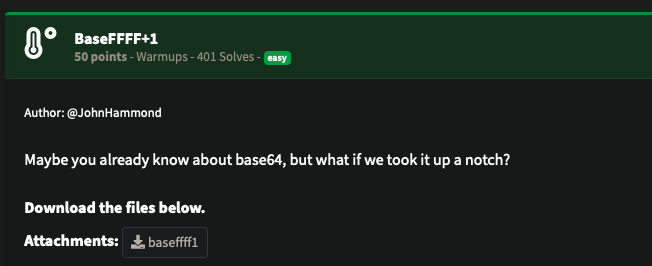 BaseFFFF+1
50 points - Warmups - 401 Solves - easy
Author: @JohnHammond
Maybe you already know about base64, but what if we took it up a notch?
Download the files below.
Attachments: baseffff1